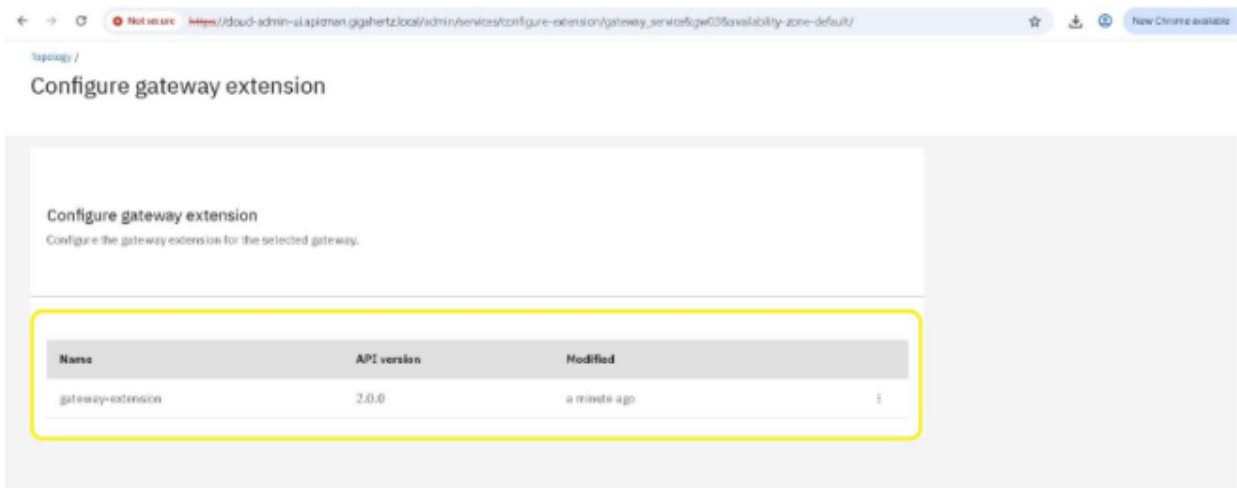 Not secure https://cloud-admin-ui.apiman.gigahertz.local/admin/services/configure-extension/gateway_service&gw03&availability-zone-default/ New Chrome available
Topology /
Configure gateway extension
Configure gateway extension
Configure the gateway extension for the selected gateway.
Name API version Modified
gateway-extension 2.0.0 a minute ago